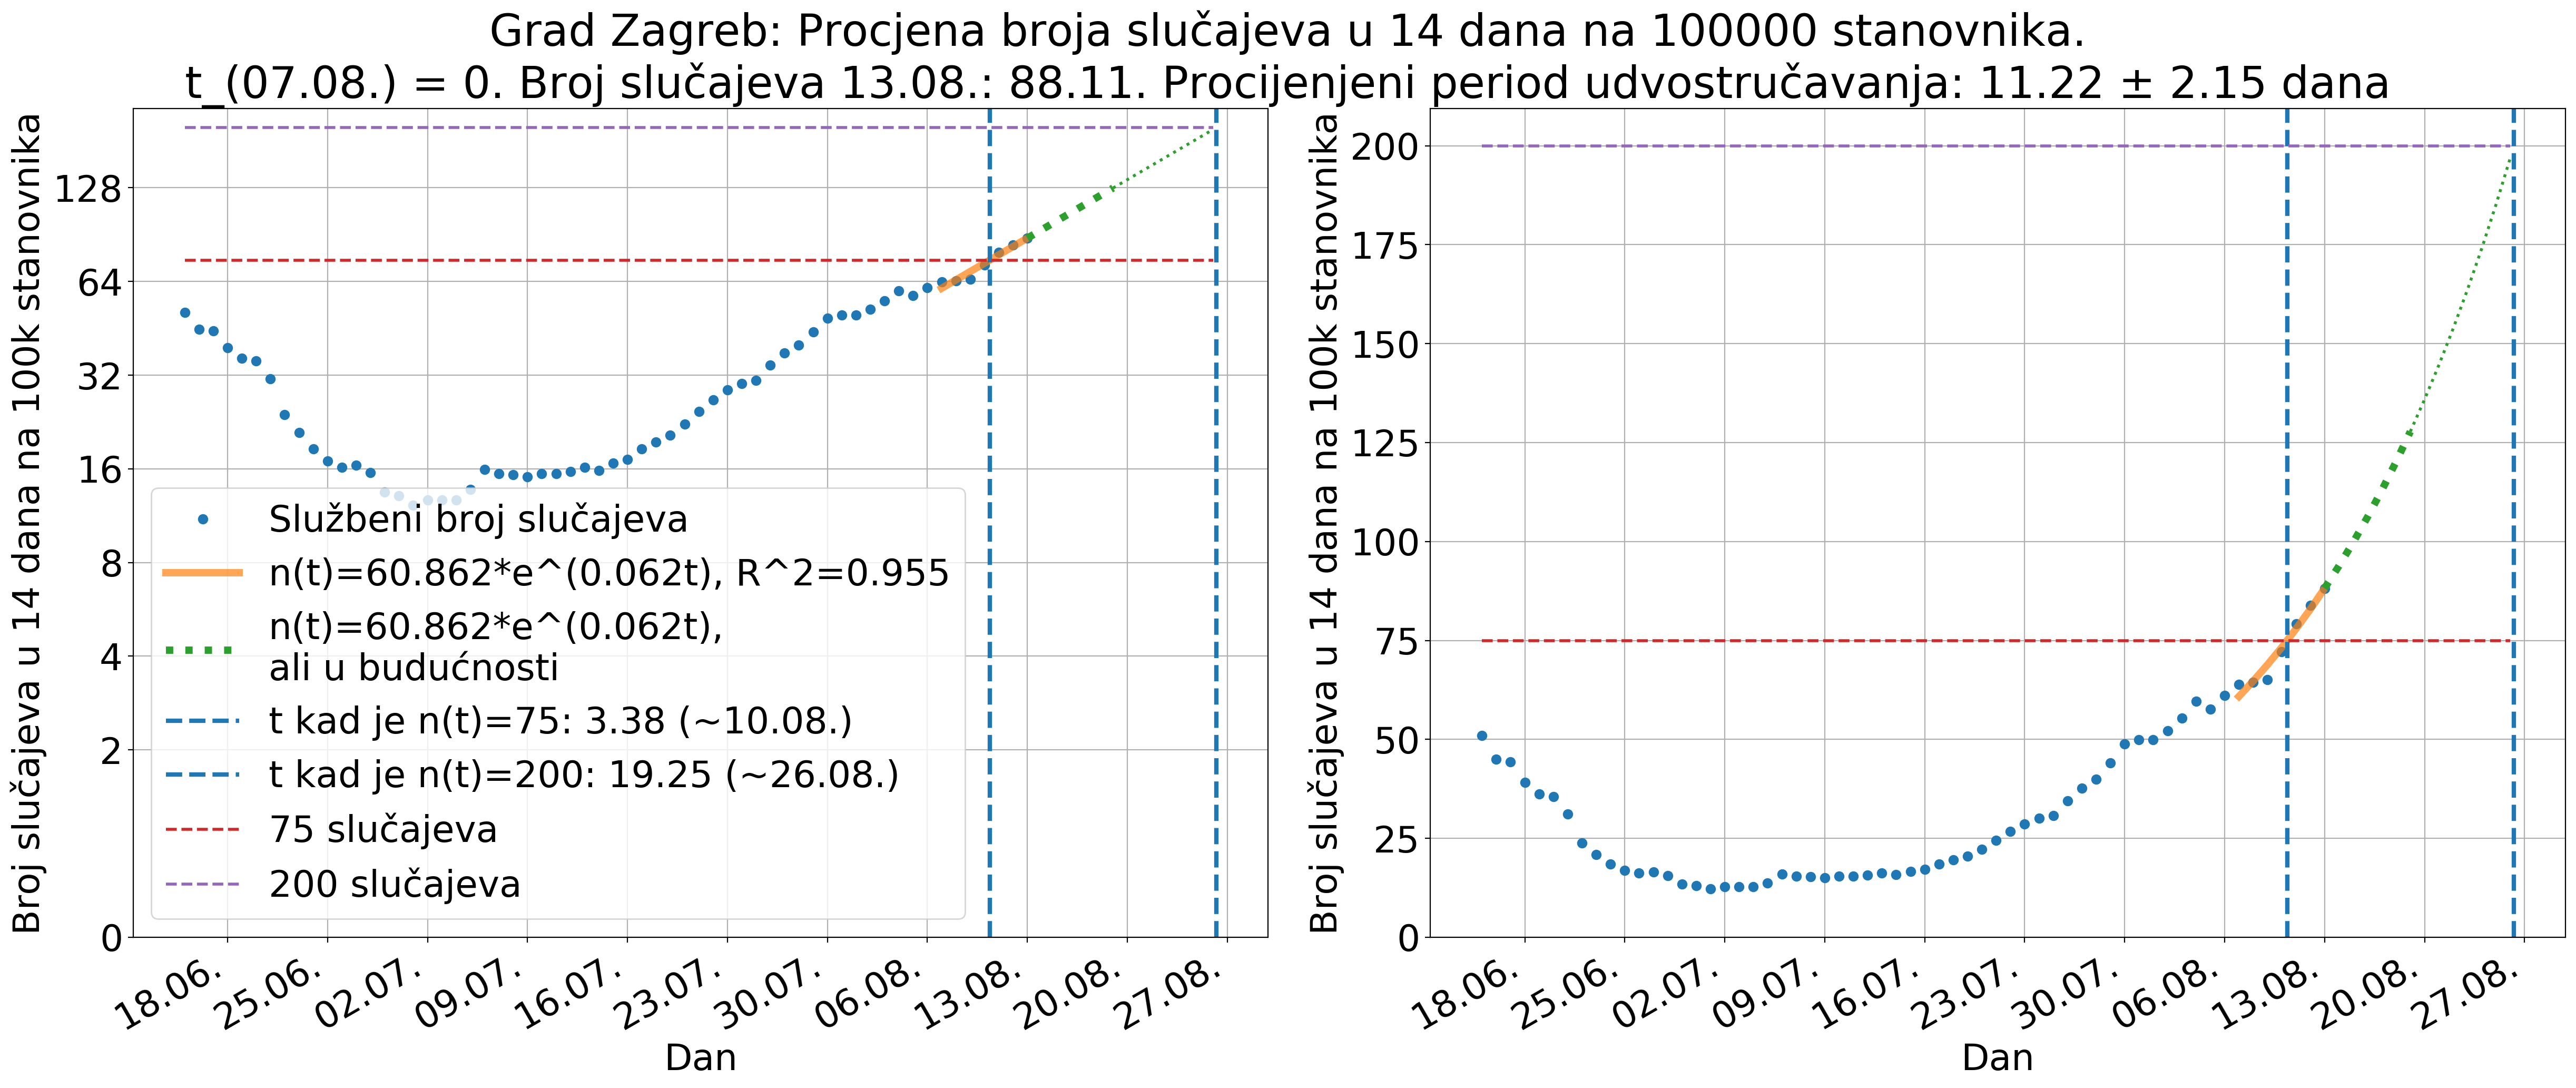 Grad Zagreb: Procjena broja slučajeva u 14 dana na 100000 stanovnika.
t_(07.08.) = 0. Broj slučajeva 13.08.: 88.11. Procijenjeni period udvostručavanja: 11.22 ± 2.15 dana
Broj slučajeva u 14 dana na 100k stanovnika
128
64
32
16
8
4
2
0
Službeni broj slučajeva
n(t)=60.862*e^(0.062t), R^2=0.955
n(t)=60.862*e^(0.062t),
ali u budućnosti
t kad je n(t)=75: 3.38 (~10.08.)
t kad je n(t)=200: 19.25 (~26.08.)
75 slučajeva
200 slučajeva
18.06.
25.06.
02.07.
09.07.
16.07.
23.07.
30.07.
06.08.
13.08.
20.08.
27.08.
Dan
Broj slučajeva u 14 dana na 100k stanovnika
200
175
150
125
100
75
50
25
0
18.06.
25.06.
02.07.
09.07.
16.07.
23.07.
30.07.
06.08.
13.08.
20.08.
27.08.
Dan